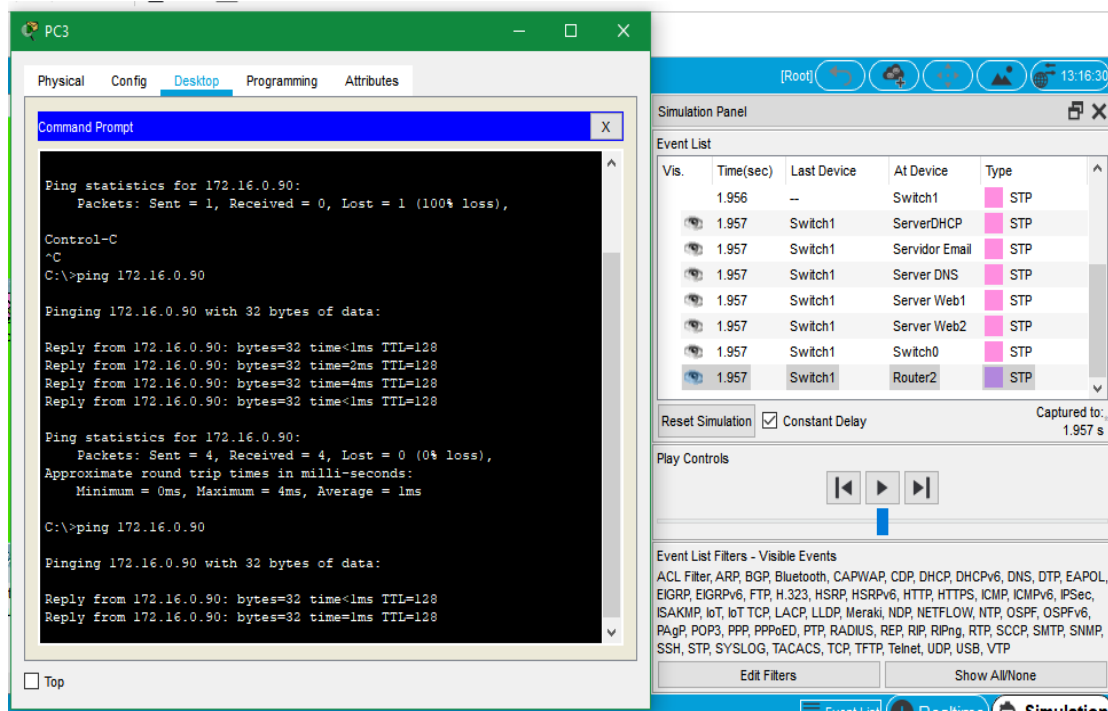 PC3
Physical Config Desktop Programming Attributes
Command Prompt
X
Ping statistics for 172.16.0.90:
Packets: Sent = 1, Received = 0, Lost = 1 (100% loss),
Control-C
^C
C:\>ping 172.16.0.90
Pinging 172.16.0.90 with 32 bytes of data:
Reply from 172.16.0.90: bytes=32 time<1ms TTL=128
Reply from 172.16.0.90: bytes=32 time=2ms TTL=128
Reply from 172.16.0.90: bytes=32 time=4ms TTL=128
Reply from 172.16.0.90: bytes=32 time<1ms TTL=128
Ping statistics for 172.16.0.90:
Packets: Sent = 4, Received = 4, Lost = 0 (0% loss),
Approximate round trip times in milli-seconds:
Minimum = 0ms, Maximum = 4ms, Average = 1ms
C:\>ping 172.16.0.90
Pinging 172.16.0.90 with 32 bytes of data:
Reply from 172.16.0.90: bytes=32 time<1ms TTL=128
Reply from 172.16.0.90: bytes=32 time=1ms TTL=128
Top
[Root] 13:16:30
Simulation Panel
Event List
Vis. Time(sec) Last Device At Device Type
1.956 -- Switch1 STP
1.957 Switch1 ServerDHCP STP
1.957 Switch1 Servidor Email STP
1.957 Switch1 Server DNS STP
1.957 Switch1 Server Web1 STP
1.957 Switch1 Server Web2 STP
1.957 Switch1 Switch0 STP
1.957 Switch1 Router2 STP
Reset Simulation Constant Delay
Captured to:
1.957 s
Play Controls
Event List Filters - Visible Events
ACL Filter, ARP, BGP, Bluetooth, CAPWAP, CDP, DHCP, DHCPv6, DNS, DTP, EAPOL,
EIGRP, EIGRPv6, FTP, H.323, HSRP, HSRPv6, HTTP, HTTPS, ICMP, ICMPv6, IPSec,
ISAKMP, IoT, IoT TCP, LACP, LLDP, Meraki, NDP, NETFLOW, NTP, OSPF, OSPFv6,
PAgP, POP3, PPP, PPPoED, PTP, RADIUS, REP, RIP, RIPng, RTP, SCCP, SMTP, SNMP,
SSH, STP, SYSLOG, TACACS, TCP, TFTP, Telnet, UDP, USB, VTP
Edit Filters Show All/None
Event List Realtime Simulation